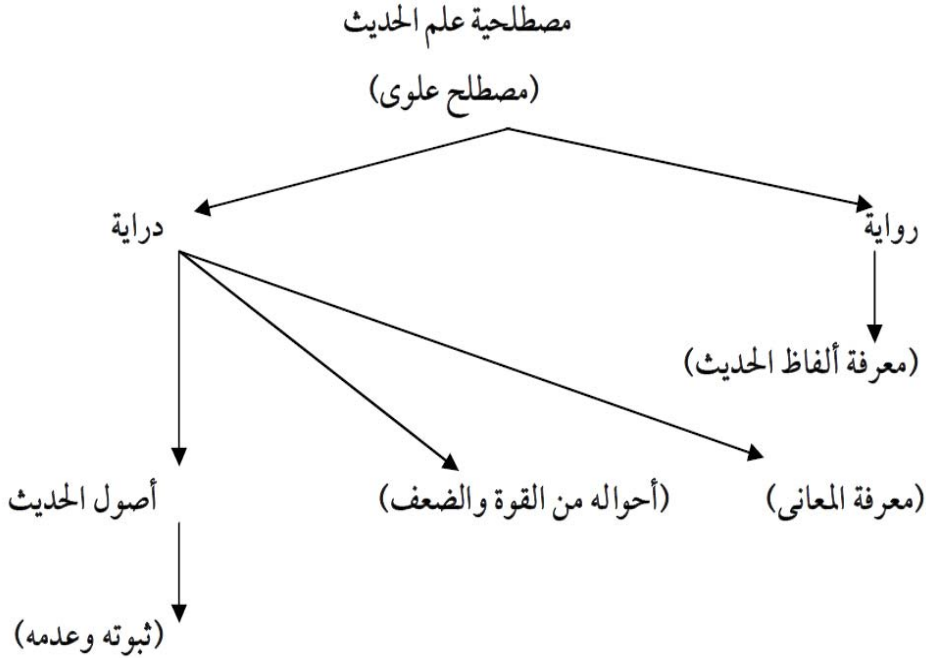 مصطلحية علم الحديث
(مصطلح علوى)
رواية
دراية
(معرفة ألفاظ الحديث)
(معرفة المعانى)
(أحواله من القوة والضعف)
أصول الحديث
(ثبوته وعدمه)